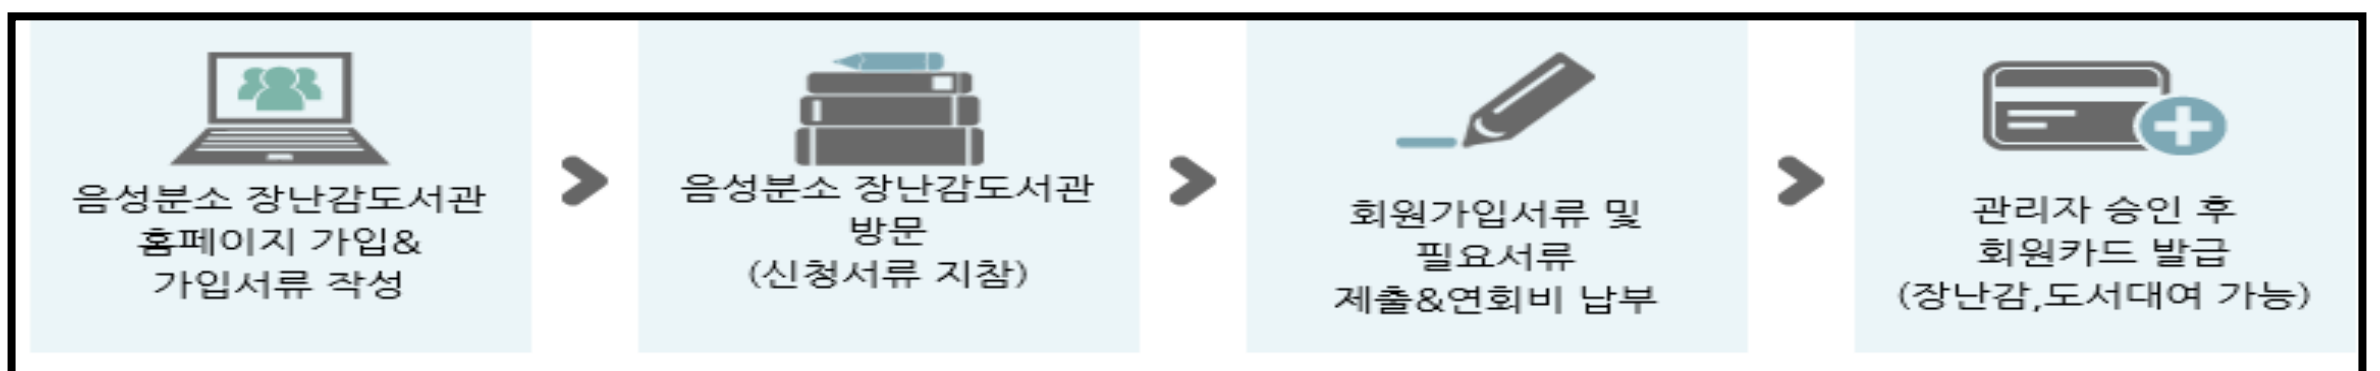 음성분소 장난감도서관
홈페이지 가입&
가입서류 작성
음성분소 장난감도서관
방문
(신청서류 지참)
회원가입서류 및
필요서류
제출&연회비 납부
관리자 승인 후
회원카드 발급
(장난감,도서대여 가능)